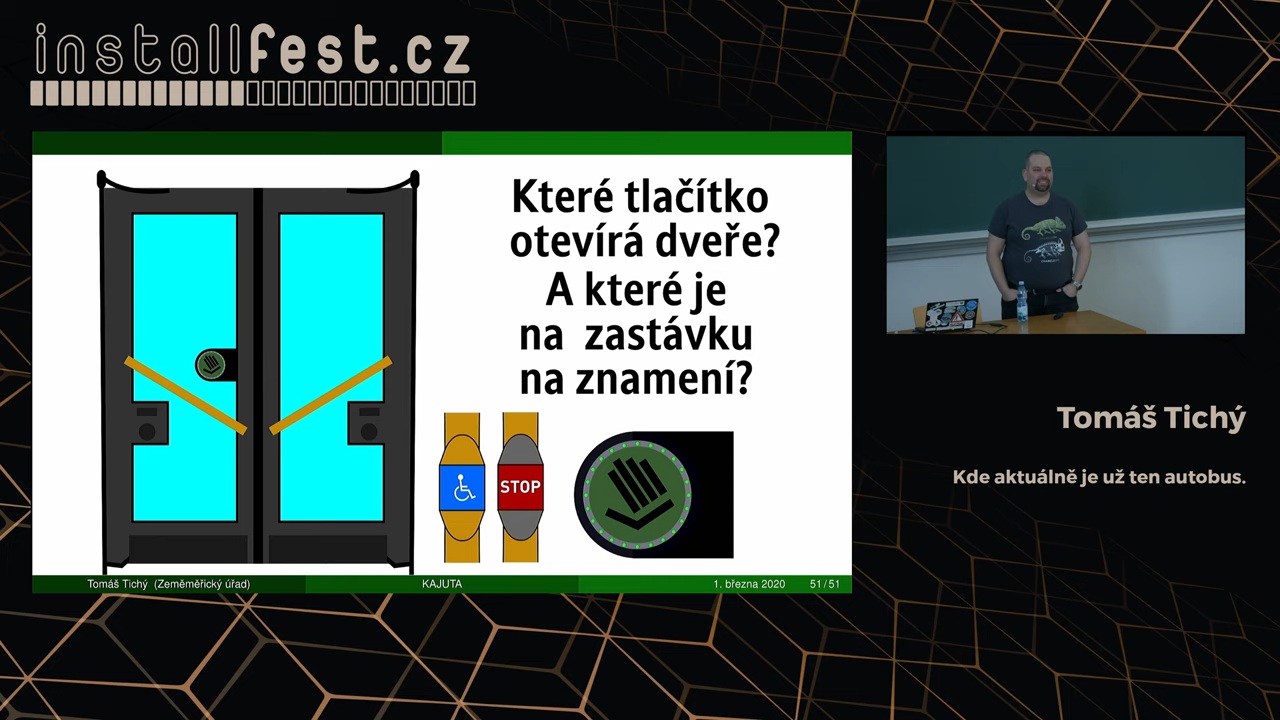 installfest.cz
Které tlačítko
otevírá dveře?
A které je
na zastávku
na znamení?
STOP
Tomáš Tichý (Zeměměřický úřad)
KAJUTA
1. března 2020
51/51
Tomáš Tichý
Kde aktuálně je už ten autobus.